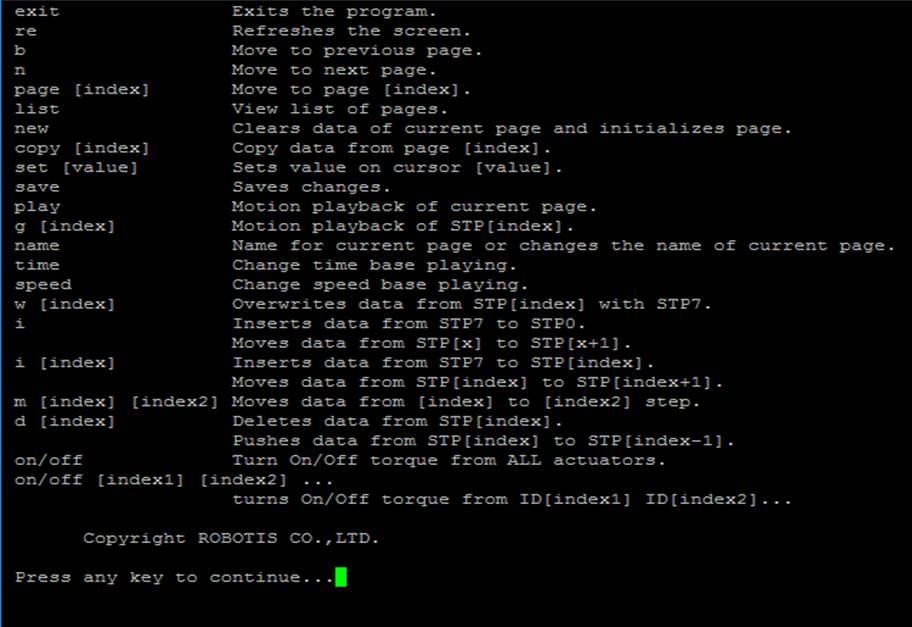 exit Exits the program.
re Refreshes the screen.
b Move to previous page.
n Move to next page.
page [index] Move to page [index].
list View list of pages.
new Clears data of current page and initializes page.
copy [index] Copy data from page [index].
set [value] Sets value on cursor [value].
save Saves changes.
play Motion playback of current page.
g [index] Motion playback of STP[index].
name Name for current page or changes the name of current page.
time Change time base playing.
speed Change speed base playing.
w [index] Overwrites data from STP[index] with STP7.
i Inserts data from STP7 to STP0.
Moves data from STP[x] to STP[x+1].
i [index] Inserts data from STP7 to STP[index].
Moves data from STP[index] to STP[index+1].
m [index] [index2] Moves data from [index] to [index2] step.
d [index] Deletes data from STP[index].
Pushes data from STP[index] to STP[index-1].
on/off Turn On/Off torque from ALL actuators.
on/off [index1] [index2] ...
turns On/Off torque from ID[index1] ID[index2]...
Copyright ROBOTIS CO.,LTD.
Press any key to continue...